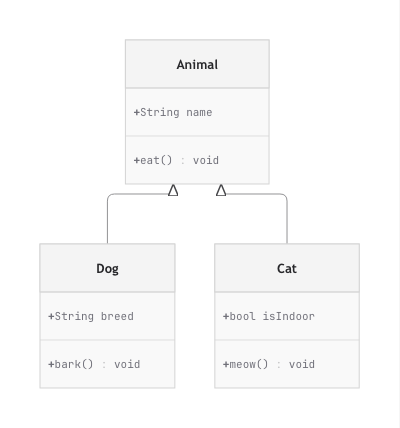 Animal
+String name
+eat() : void
Dog
Cat
+String breed
+bool isIndoor
+bark() : void
+meow() : void